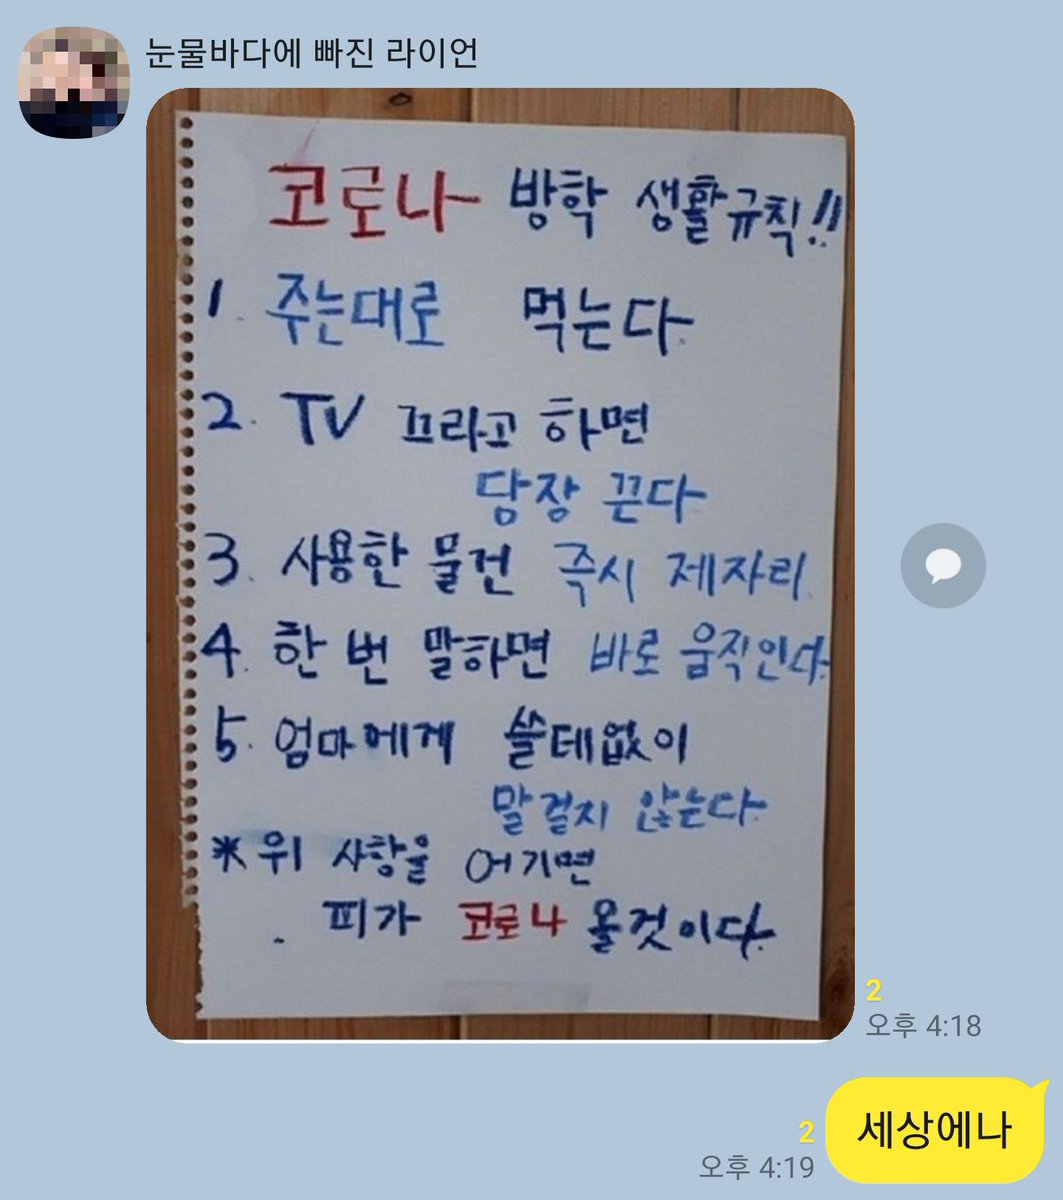 눈물바다에 빠진 라이언
코로나 방학 생활규칙!!
1. 주는대로 먹는다.
2. TV 끄라고 하면
당장 끈다
3. 사용한 물건 즉시 제자리.
4. 한 번 말하면 바로 움직인다.
5. 엄마에게 쓸데없이
말걸지 않는다.
* 위 사항을 어기면
피가 코로나 올것이다.
2
오후 4:18
세상에나
2
오후 4:19